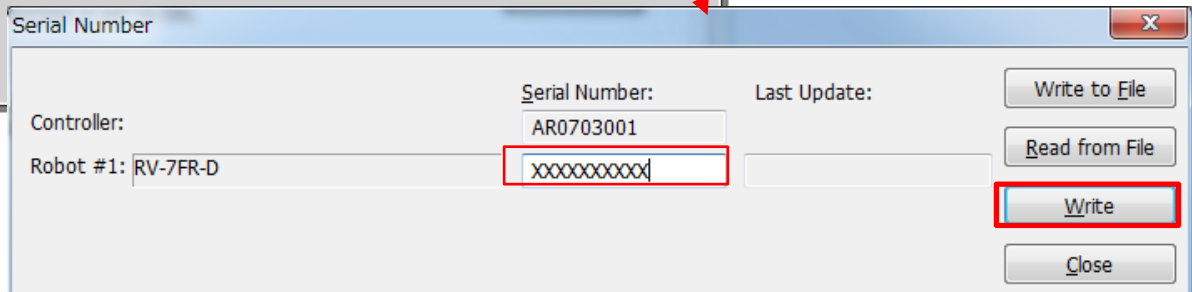 Serial Number
Serial Number: Last Update: Write to File
Controller: AR0703001
Robot #1: RV-7FR-D XXXXXXXXXX Read from File
Write
Close